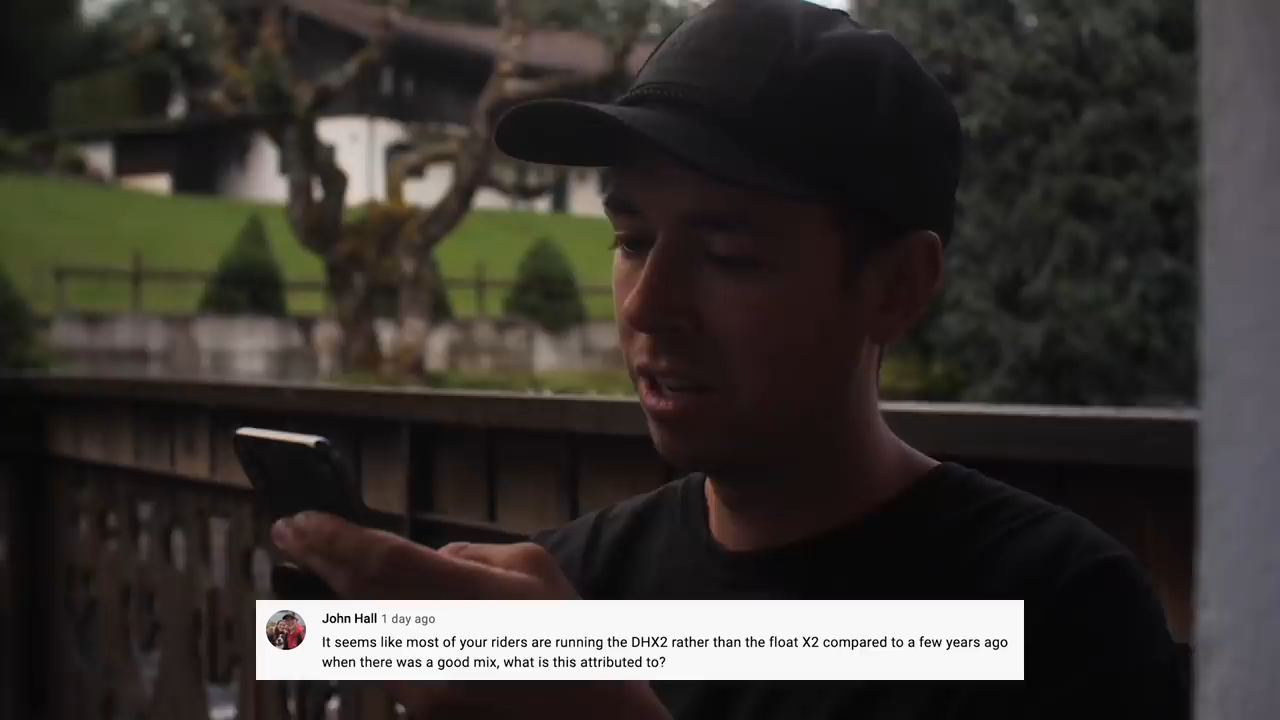 John Hall 1 day ago
It seems like most of your riders are running the DHX2 rather than the float X2 compared to a few years ago
when there was a good mix, what is this attributed to?